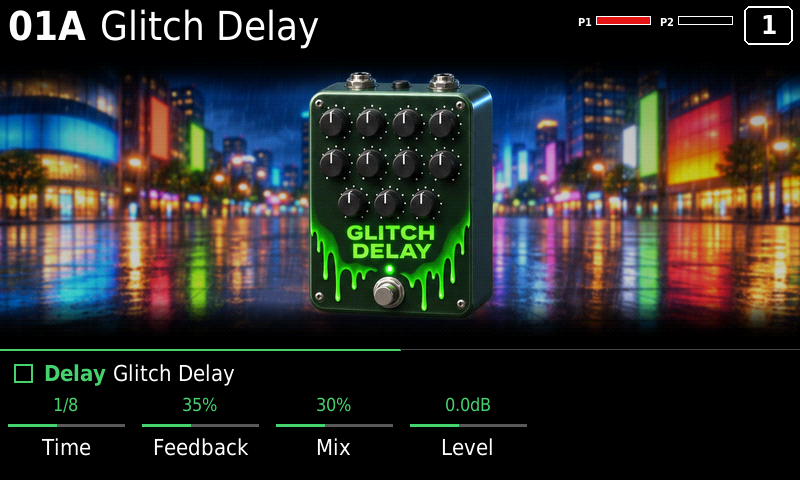 01A Glitch Delay
P1 P2 1
GLITCH
DELAY
Delay Glitch Delay
1/8 35% 30% 0.0dB
Time Feedback Mix Level